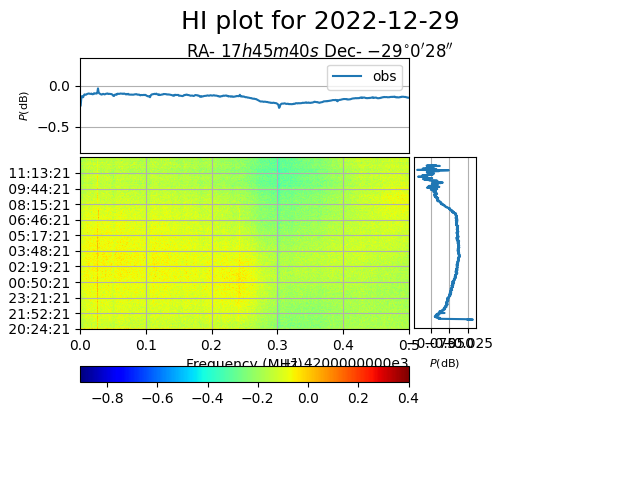 HI plot for 2022-12-29
RA- 17h45m40s Dec- −29°0′28″
obs
P(dB)
0.0
−0.5
11:13:21
09:44:21
08:15:21
06:46:21
05:17:21
03:48:21
02:19:21
00:50:21
23:21:21
21:52:21
20:24:21
0.0 0.1 0.2 0.3 0.4 0.5
Frequency (MHz)
+1.4200000000e3
P(dB)
−0.8 −0.6 −0.4 −0.2 0.0 0.2 0.4